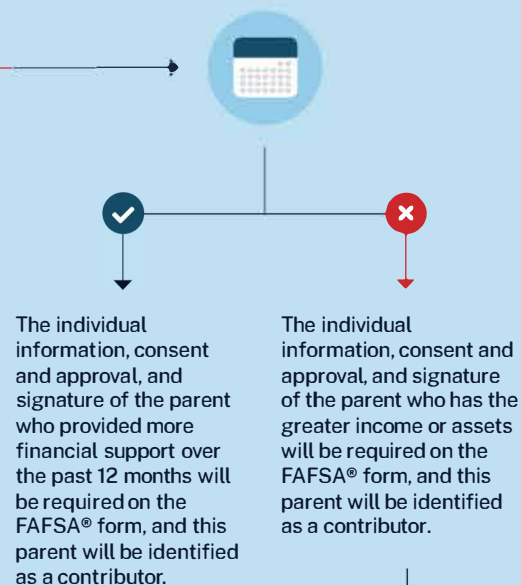 The individual
information, consent
and approval, and
signature of the parent
who provided more
financial support over
the past 12 months will
be required on the
FAFSA® form, and this
parent will be identified
as a contributor.
The individual
information, consent and
approval, and signature
of the parent who has the
greater income or assets
will be required on the
FAFSA® form, and this
parent will be identified
as a contributor.